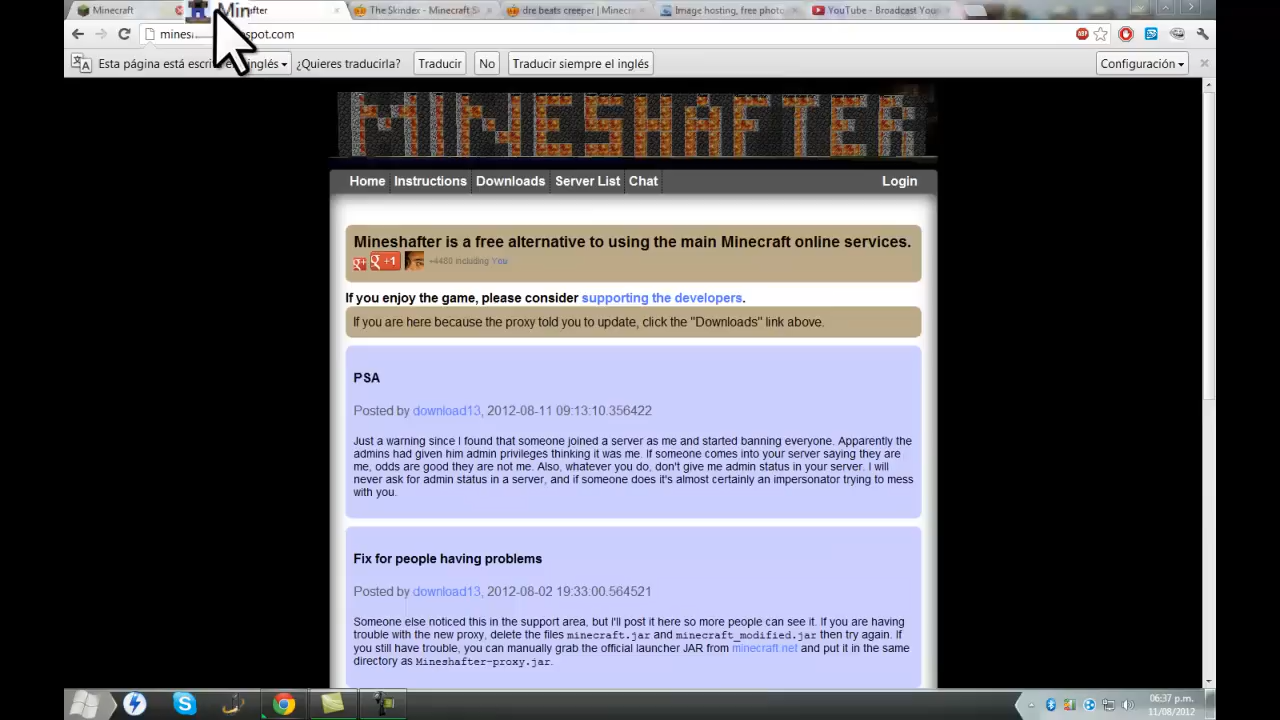 Minecraft
Min
after
The Skindex - Minecraft S
dre beats creeper | Minec
Image hosting, free photo
YouTube - Broadcast You
spot.com
Esta página está
inglés
¿Quieres traducirla?
Traducir
No
Traducir siempre el inglés
Configuración
MINESHAFTER
Home
Instructions
Downloads
Server List
Chat
Login
Mineshafter is a free alternative to using the main Minecraft online services.
+1
+4480 including You
If you enjoy the game, please consider supporting the developers.
If you are here because the proxy told you to update, click the "Downloads" link above.
PSA
Posted by download13, 2012-08-11 09:13:10.356422
Just a warning since I found that someone joined a server as me and started banning everyone. Apparently the
admins had given him admin privileges thinking it was me. If someone comes into your server saying they are
me, odds are good they are not me. Also, whatever you do, don't give me admin status in your server. I will
never ask for admin status in a server, and if someone does it's almost certainly an impersonator trying to mess
with you.
Fix for people having problems
Posted by download13, 2012-08-02 19:33:00.564521
Someone else noticed this in the support area, but I'll post it here so more people can see it. If you are having
trouble with the new proxy, delete the files minecraft.jar and minecraft_modified.jar then try again. If
you still have trouble, you can manually grab the official launcher JAR from minecraft.net and put it in the same
directory as Mineshafter-proxy.jar.
06:37 p.m.
11/08/2012